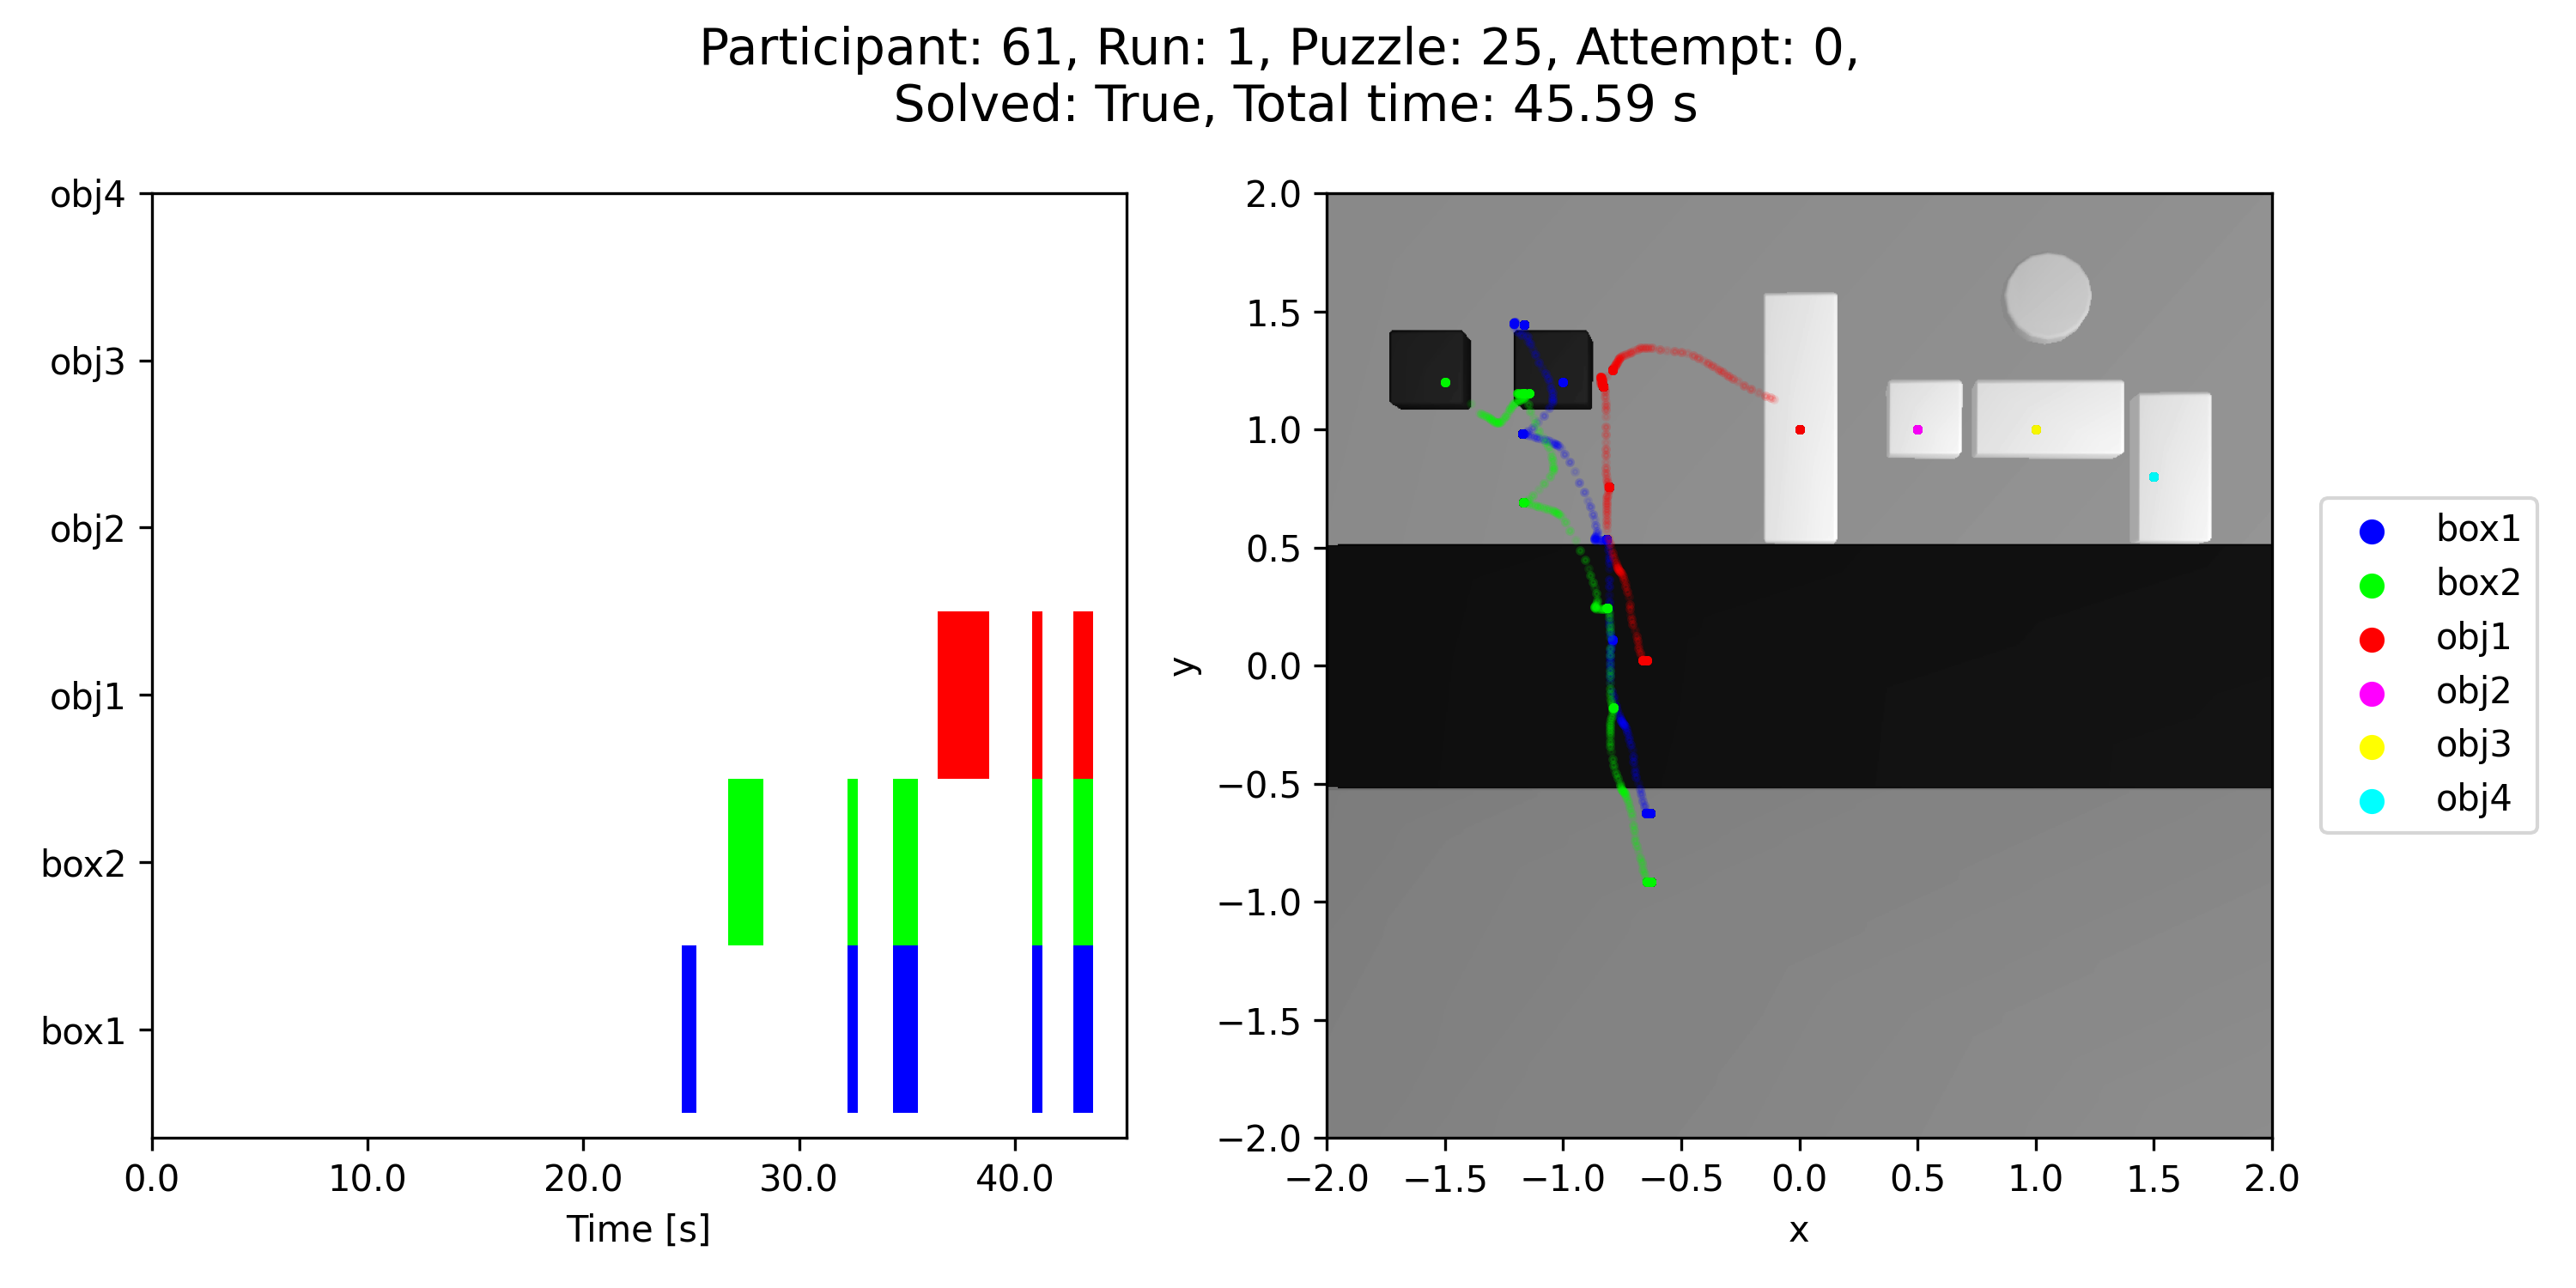 Participant: 61, Run: 1, Puzzle: 25, Attempt: 0,
Solved: True, Total time: 45.59 s
obj4
obj3
obj2
obj1
box2
box1
0.0 10.0 20.0 30.0 40.0
Time [s]
2.0
1.5
1.0
0.5
0.0
−0.5
−1.0
−1.5
−2.0
y
−2.0 −1.5 −1.0 −0.5 0.0 0.5 1.0 1.5 2.0
x
box1
box2
obj1
obj2
obj3
obj4